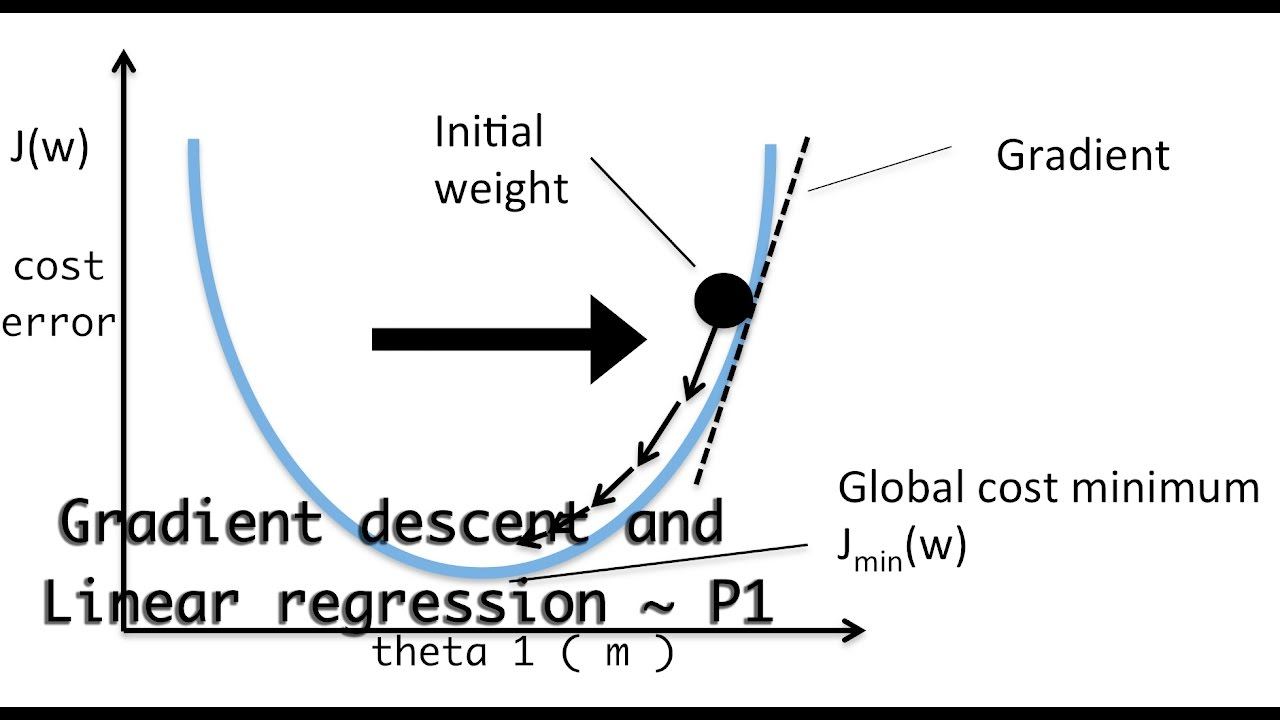 J(w)
cost
error
Initial
weight
Gradient
Global cost minimum
Jmin(w)
Gradient descent and
Linear regression ~ P1
theta 1 ( m )